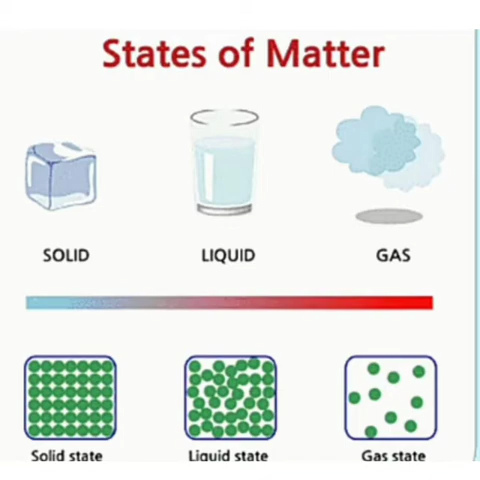 States of Matter
SOLID LIQUID GAS
Solid state Liquid state Gas state